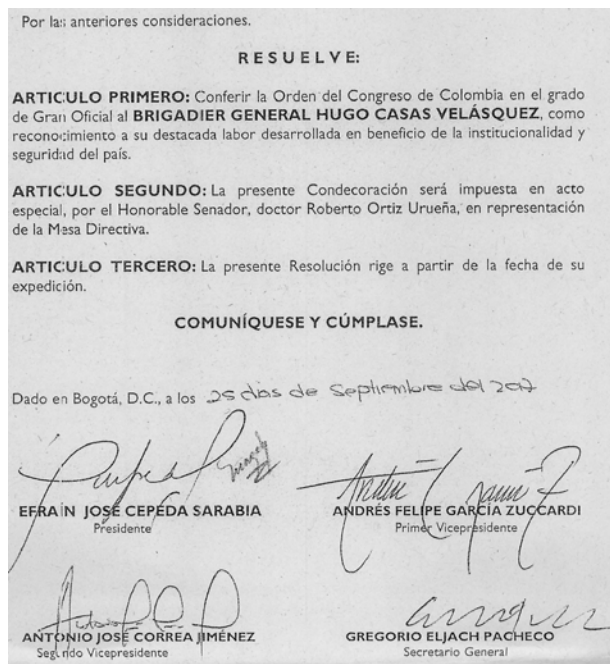 Por las anteriores consideraciones.
RESUELVE:
ARTICULO PRIMERO: Conferir la Orden del Congreso de Colombia en el grado
de Gran Oficial al BRIGADIER GENERAL HUGO CASAS VELÁSQUEZ, como
reconocimiento a su destacada labor desarrollada en beneficio de la institucionalidad y
seguridad del país.
ARTICULO SEGUNDO: La presente Condecoración será impuesta en acto
especial, por el Honorable Senador, doctor Roberto Ortiz Urueña, en representación
de la Mesa Directiva.
ARTICULO TERCERO: La presente Resolución rige a partir de la fecha de su
expedición.
COMUNÍQUESE Y CÚMPLASE.
Dado en Bogotá, D.C., a los 25 dias de Septiembre del 2017
EFRAÍN JOSÉ CEPEDA SARABIA
Presidente
ANDRÉS FELIPE GARCÍA ZUCCARDI
Primer Vicepresidente
ANTONIO JOSÉ CORREA JIMÉNEZ
Segundo Vicepresidente
GREGORIO ELJACH PACHECO
Secretario General